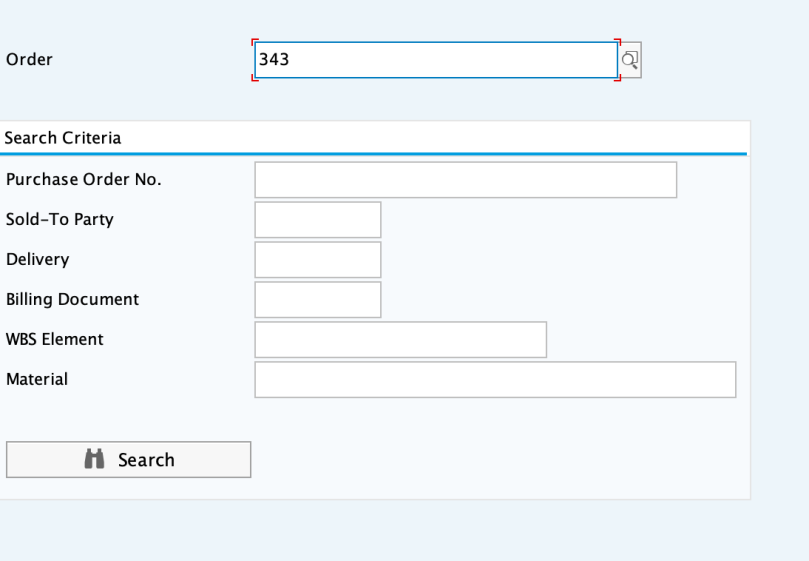 Order 343
Search Criteria
Purchase Order No.
Sold-To Party
Delivery
Billing Document
WBS Element
Material
Search